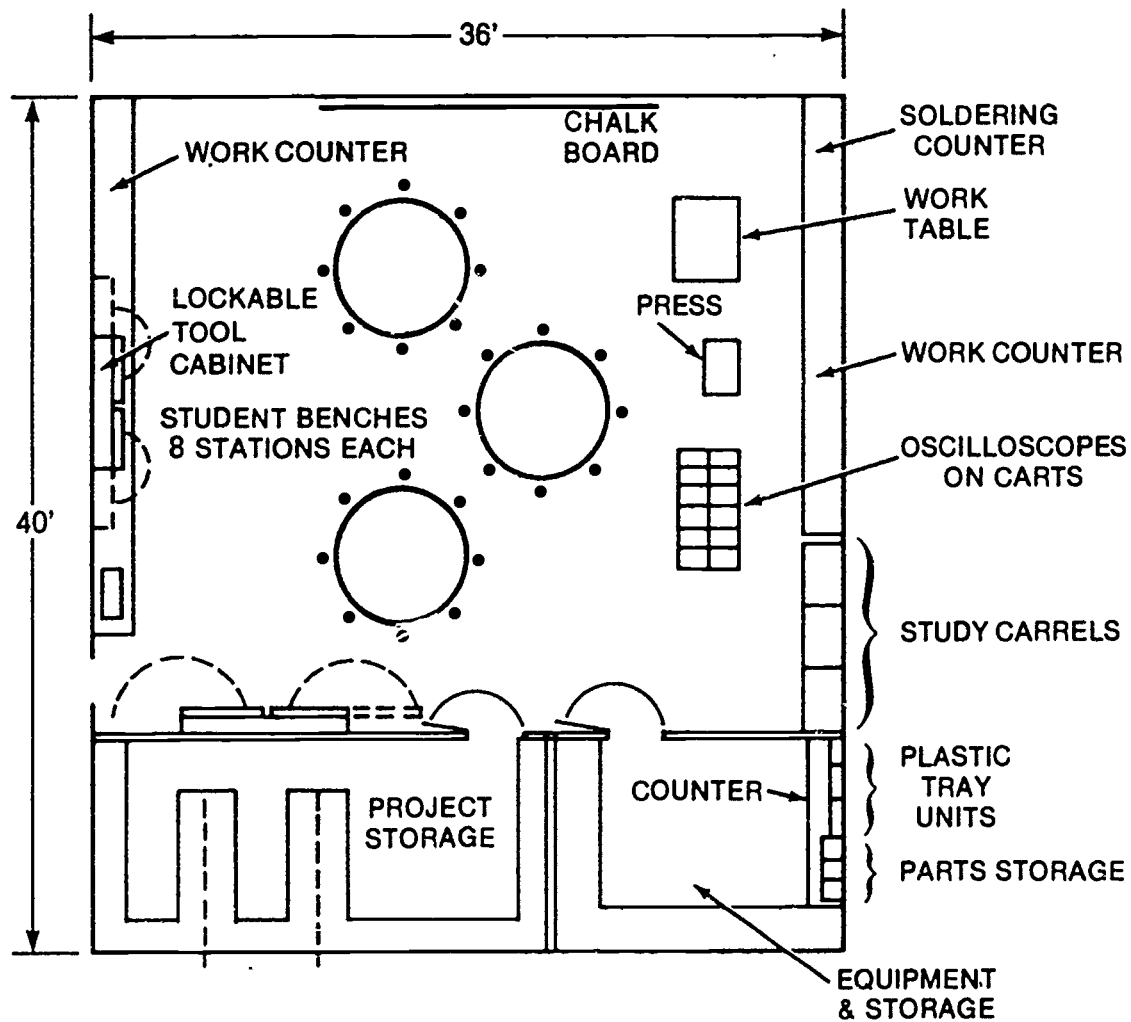 36'
CHALK
BOARD
SOLDERING
COUNTER
WORK COUNTER
WORK
TABLE
LOCKABLE
TOOL
CABINET
PRESS
WORK COUNTER
STUDENT BENCHES
8 STATIONS EACH
OSCILLOSCOPES
ON CARTS
40'
STUDY CARRELS
PLASTIC
TRAY
UNITS
COUNTER
PROJECT
STORAGE
PARTS STORAGE
EQUIPMENT
& STORAGE